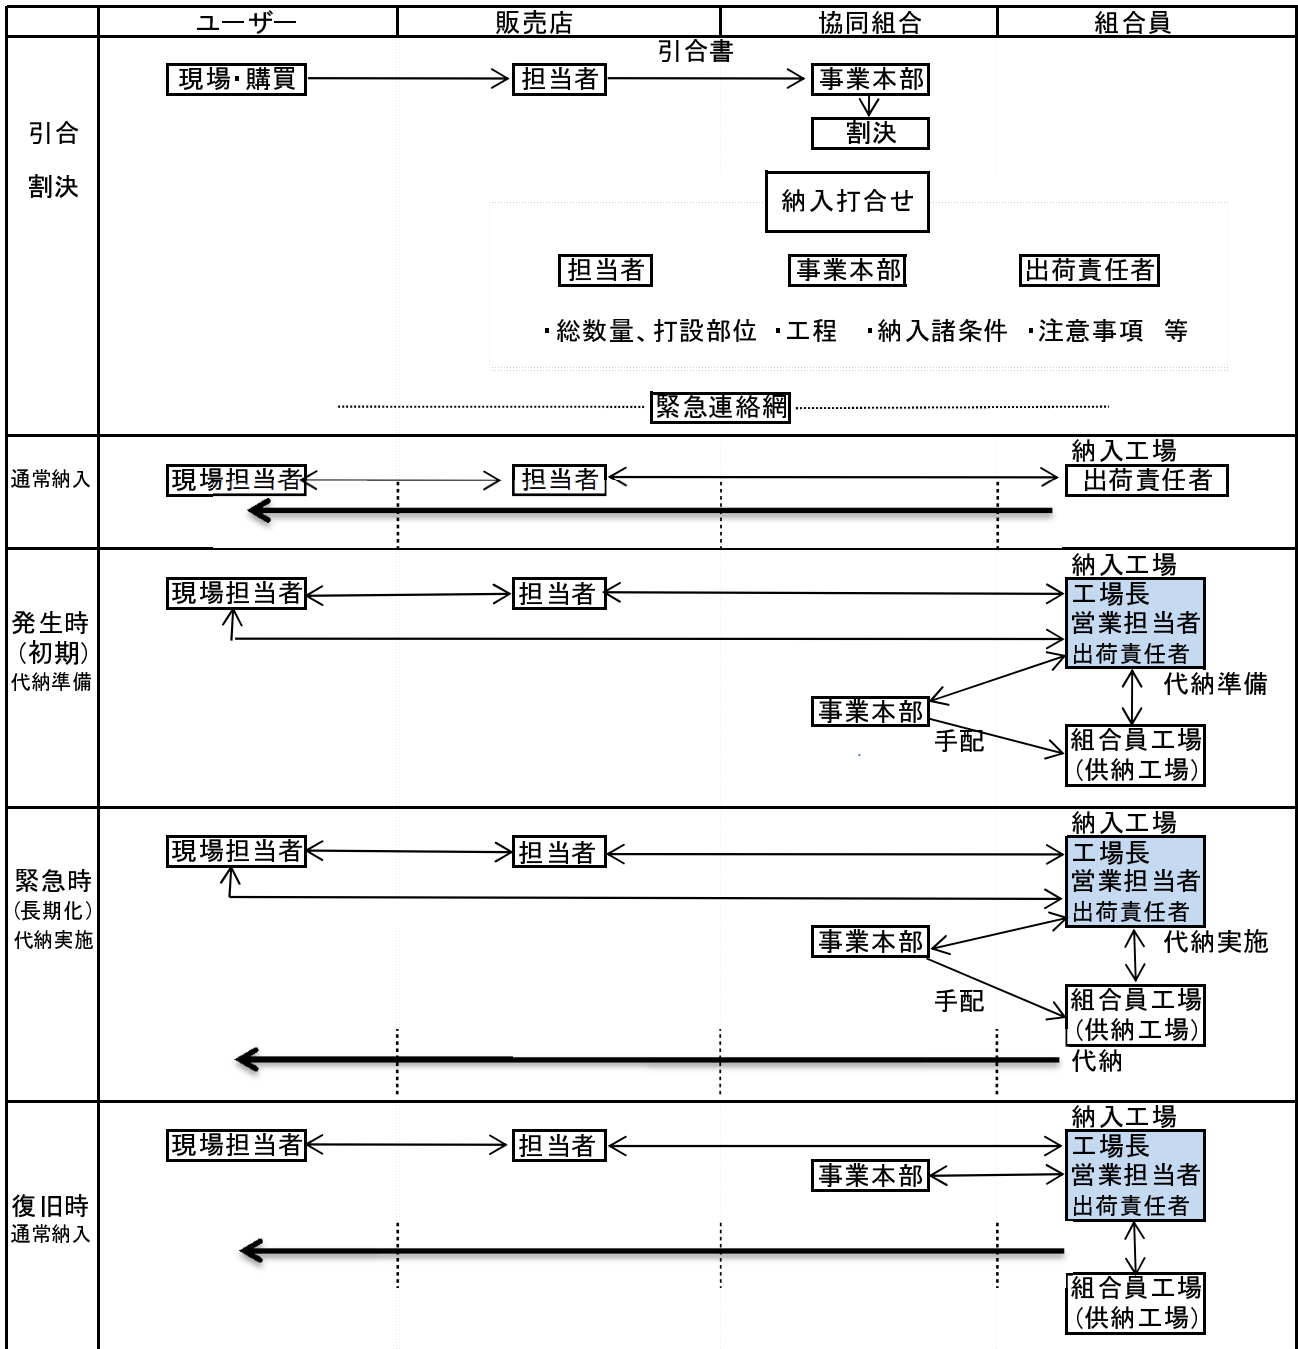 ユーザー
販売店
協同組合
組合員
引合
割決
現場・購買
担当者
引合書
事業本部
割決
納入打合せ
担当者
事業本部
出荷責任者
・総数量、打設部位 ・工程 ・納入諸条件 ・注意事項 等
緊急連絡網
通常納入
現場担当者
担当者
納入工場
出荷責任者
発生時
（初期）
代納準備
現場担当者
担当者
納入工場
工場長
営業担当者
出荷責任者
代納準備
事業本部
手配
組合員工場
（供納工場）
緊急時
（長期化）
代納実施
現場担当者
担当者
納入工場
工場長
営業担当者
出荷責任者
代納実施
事業本部
手配
組合員工場
（供納工場）
代納
復旧時
通常納入
現場担当者
担当者
事業本部
納入工場
工場長
営業担当者
出荷責任者
組合員工場
（供納工場）